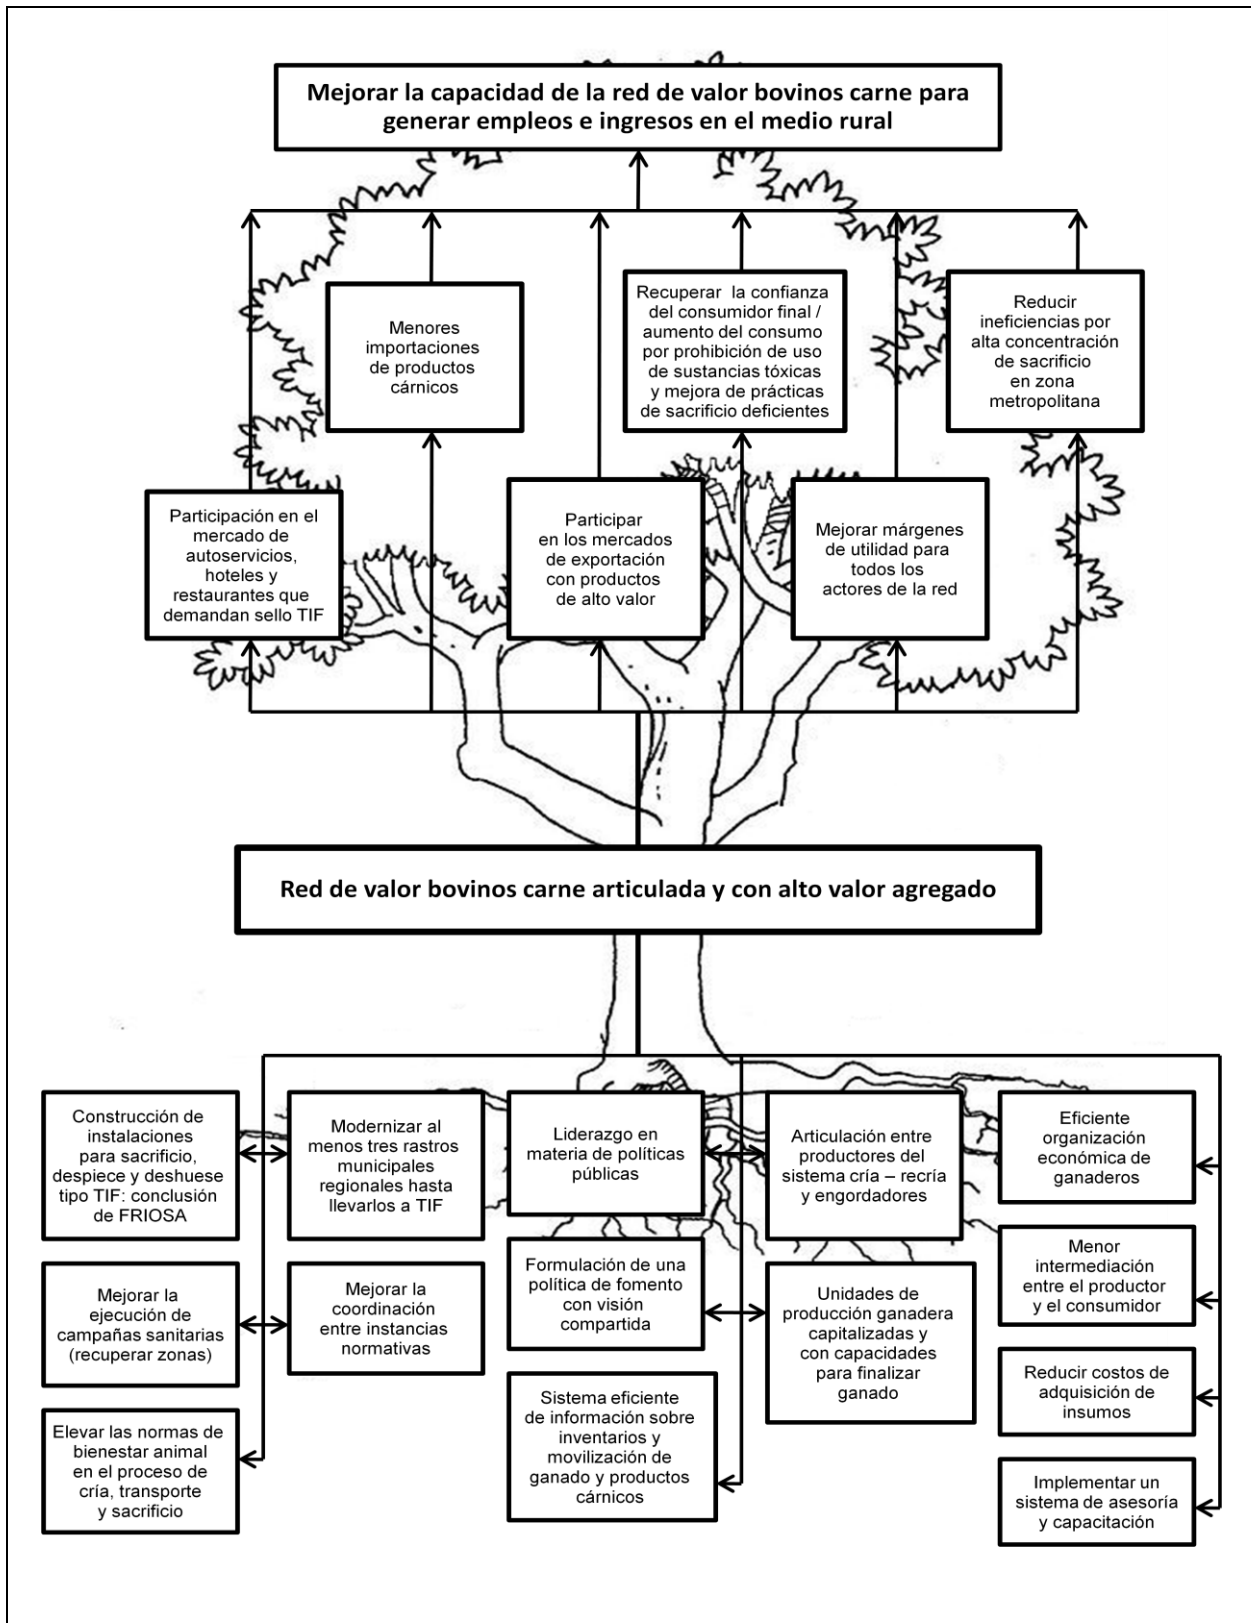 Mejorar la capacidad de la red de valor bovinos carne para
generar empleos e ingresos en el medio rural
Menores
importaciones
de productos
cárnicos
Recuperar la confianza
del consumidor final /
aumento del consumo
por prohibición de uso
de sustancias tóxicas
y mejora de prácticas
de sacrificio deficientes
Reducir
ineficiencias por
alta concentración
de sacrificio
en zona
metropolitana
Participación en el
mercado de
autoservicios,
hoteles y
restaurantes que
demandan sello TIF
Participar
en los mercados
de exportación
con productos
de alto valor
Mejorar márgenes
de utilidad para
todos los
actores de la red
Red de valor bovinos carne articulada y con alto valor agregado
Construcción de
instalaciones
para sacrificio,
despiece y deshuese
tipo TIF: conclusión
de FRIOSA
Modernizar al
menos tres rastros
municipales
regionales hasta
llevarlos a TIF
Liderazgo en
materia de políticas
públicas
Articulación entre
productores del
sistema cría – recría
y engordadores
Eficiente
organización
económica de
ganaderos
Mejorar la
ejecución de
campañas sanitarias
(recuperar zonas)
Mejorar la
coordinación
entre instancias
normativas
Formulación de una
política de fomento
con visión
compartida
Unidades de
producción ganadera
capitalizadas y
con capacidades
para finalizar
ganado
Menor
intermediación
entre el productor
y el consumidor
Elevar las normas de
bienestar animal
en el proceso de
cría, transporte
y sacrificio
Sistema eficiente
de información sobre
inventarios y
movilización de
ganado y productos
cárnicos
Reducir costos de
adquisición de
insumos
Implementar un
sistema de asesoría
y capacitación